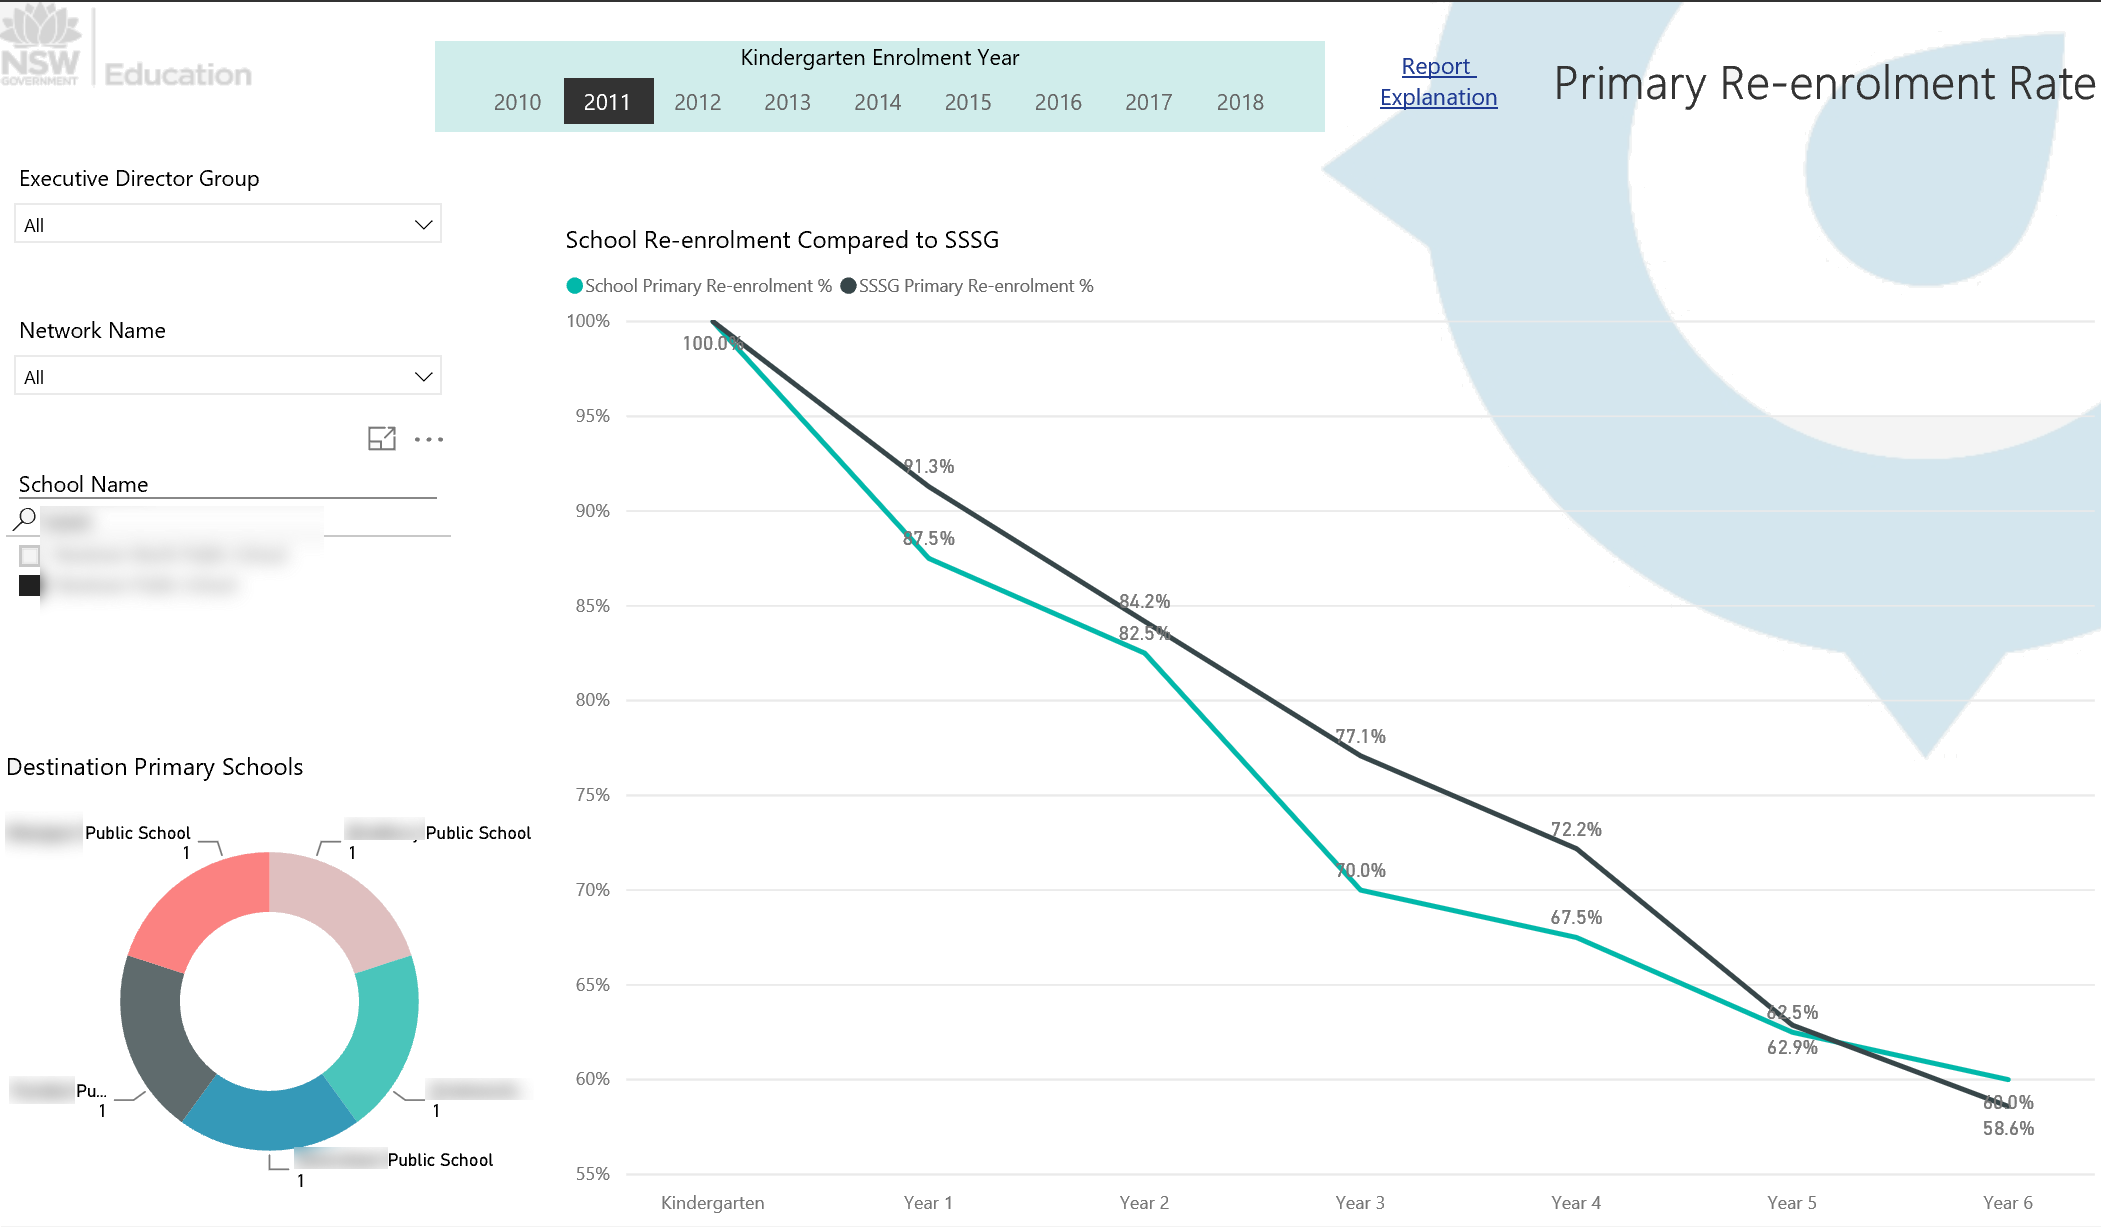 NSW
GOVERNMENT
Education
Kindergarten Enrolment Year
2010 2011 2012 2013 2014 2015 2016 2017 2018
Report
Explanation
Primary Re-enrolment Rate
Executive Director Group
All
Network Name
All
School Name
Destination Primary Schools
Public School
1
Public School
1
Pu...
1
1
Public School
1
School Re-enrolment Compared to SSSG
School Primary Re-enrolment % SSSG Primary Re-enrolment %
100%
95%
90%
85%
80%
75%
70%
65%
60%
55%
100.0%
91.3%
87.5%
84.2%
82.5%
77.1%
70.0%
72.2%
67.5%
62.5%
62.9%
60.0%
58.6%
Kindergarten Year 1 Year 2 Year 3 Year 4 Year 5 Year 6